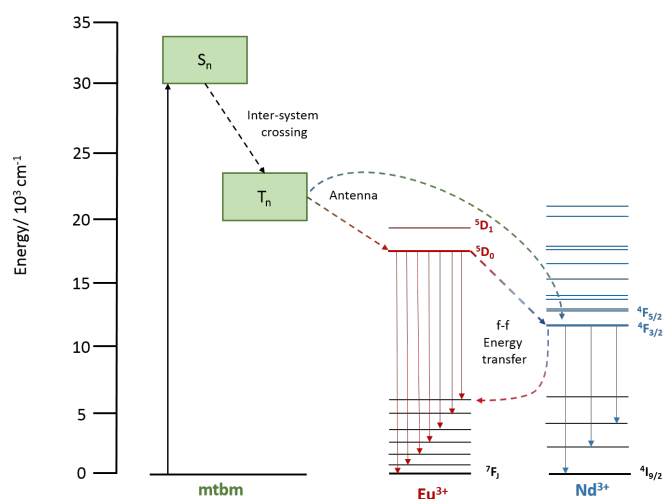 Energy/ 10³ cm⁻¹
35
30
25
20
15
10
5
0
Sₙ
Inter-system
crossing
Tₙ
Antenna
⁵D₁
⁵D₀
f-f
Energy
transfer
⁴F₅/₂
⁴F₃/₂
⁷F_J
⁴I₉/₂
mtbm
Eu³⁺
Nd³⁺